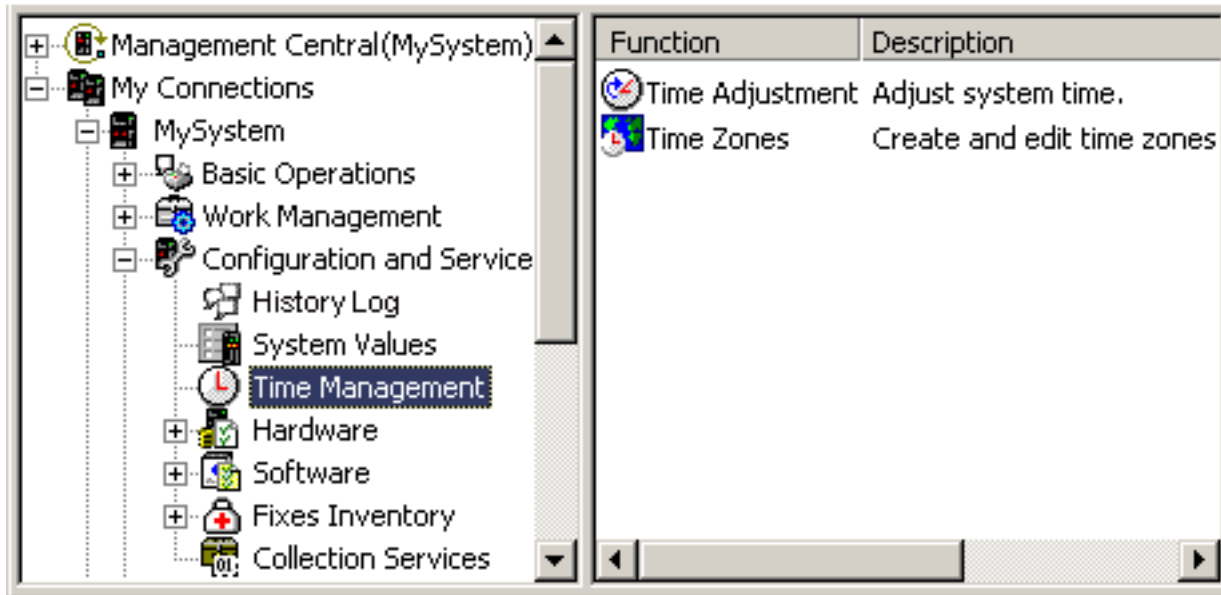 Management Central(MySystem)
My Connections
MySystem
Basic Operations
Work Management
Configuration and Service
History Log
System Values
Time Management
Hardware
Software
Fixes Inventory
Collection Services
Function Description
Time Adjustment Adjust system time.
Time Zones Create and edit time zones